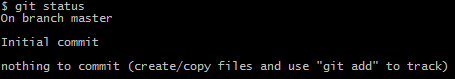 $ git status
On branch master
Initial commit
nothing to commit (create/copy files and use "git add" to track)